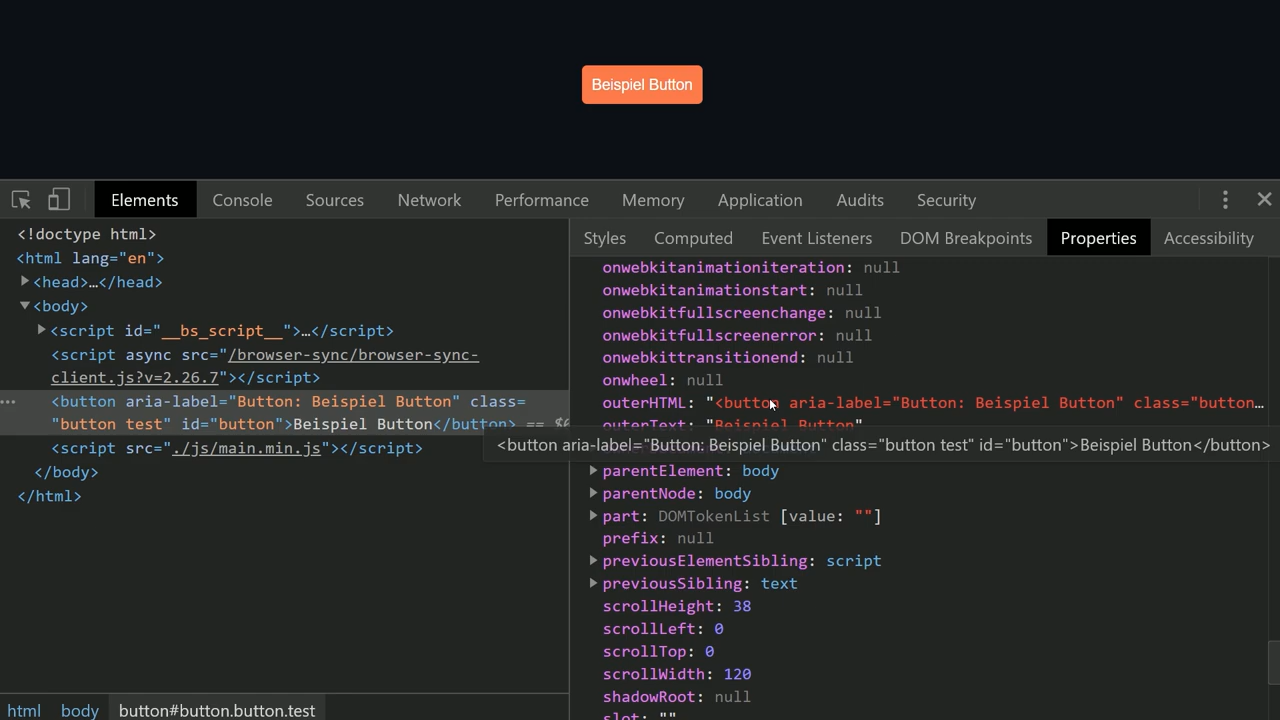 Beispiel Button
Elements Console Sources Network Performance Memory Application Audits Security
<!doctype html>
<html lang="en">
<head>…</head>
<body>
<script id="__bs_script__">…</script>
<script async src="/browser-sync/browser-sync-
client.js?v=2.26.7"></script>
<button aria-label="Button: Beispiel Button" class=
"button test" id="button">Beispiel Button</button> == $0
<script src="./js/main.min.js"></script>
</body>
</html>
html body button#button.button.test
Styles Computed Event Listeners DOM Breakpoints Properties Accessibility
onwebkitanimationiteration: null
onwebkitanimationstart: null
onwebkitfullscreenchange: null
onwebkitfullscreenerror: null
onwebkittransitionend: null
onwheel: null
outerHTML: "<button aria-label="Button: Beispiel Button" class="button…
outerText: "Beispiel Button"
<button aria-label="Button: Beispiel Button" class="button test" id="button">Beispiel Button</button>
parentElement: body
parentNode: body
part: DOMTokenList [value: ""]
prefix: null
previousElementSibling: script
previousSibling: text
scrollHeight: 38
scrollLeft: 0
scrollTop: 0
scrollWidth: 120
shadowRoot: null
slot: ""